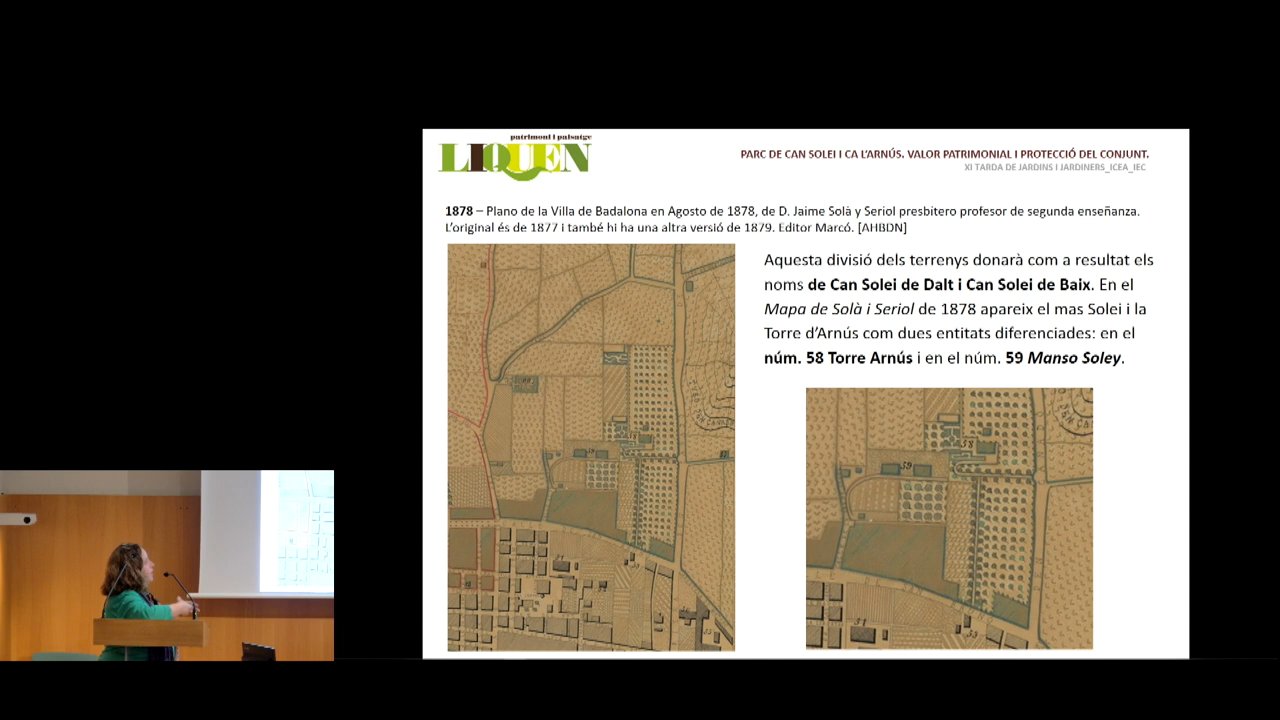 patrimoni i paisatge
LIQUEN
PARC DE CAN SOLEI I CA L'ARNÚS. VALOR PATRIMONIAL I PROTECCIÓ DEL CONJUNT.
XI TARDA DE JARDINS I JARDINERS_ICEA_IEC
1878 – Plano de la Villa de Badalona en Agosto de 1878, de D. Jaime Solà y Seriol presbitero profesor de segunda enseñanza.
L'original és de 1877 i també hi ha una altra versió de 1879. Editor Marcó. [AHBDN]
Aquesta divisió dels terrenys donarà com a resultat els
noms de Can Solei de Dalt i Can Solei de Baix. En el
Mapa de Solà i Seriol de 1878 apareix el mas Solei i la
Torre d'Arnús com dues entitats diferenciades: en el
núm. 58 Torre Arnús i en el núm. 59 Manso Soley.
58
59
51
53